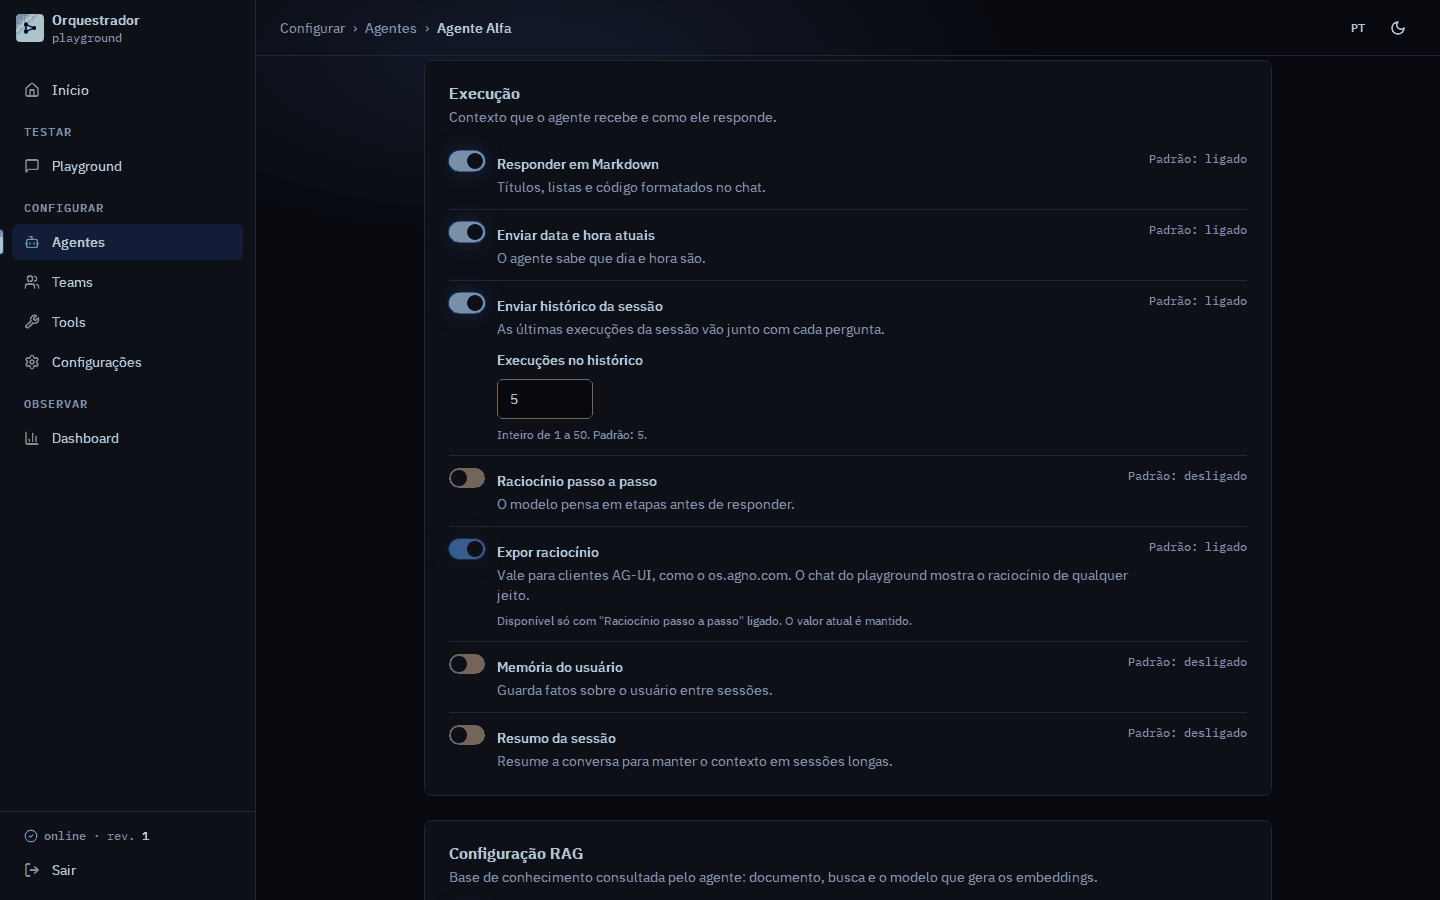 Orquestrador
playground
Início
TESTAR
Playground
CONFIGURAR
Agentes
Teams
Tools
Configurações
OBSERVAR
Dashboard
online · rev. 1
Sair
Configurar › Agentes › Agente Alfa
PT
Execução
Contexto que o agente recebe e como ele responde.
Responder em Markdown
Padrão: ligado
Títulos, listas e código formatados no chat.
Enviar data e hora atuais
Padrão: ligado
O agente sabe que dia e hora são.
Enviar histórico da sessão
Padrão: ligado
As últimas execuções da sessão vão junto com cada pergunta.
Execuções no histórico
5
Inteiro de 1 a 50. Padrão: 5.
Raciocínio passo a passo
Padrão: desligado
O modelo pensa em etapas antes de responder.
Expor raciocínio
Padrão: ligado
Vale para clientes AG-UI, como o os.agno.com. O chat do playground mostra o raciocínio de qualquer
jeito.
Disponível só com "Raciocínio passo a passo" ligado. O valor atual é mantido.
Memória do usuário
Padrão: desligado
Guarda fatos sobre o usuário entre sessões.
Resumo da sessão
Padrão: desligado
Resume a conversa para manter o contexto em sessões longas.
Configuração RAG
Base de conhecimento consultada pelo agente: documento, busca e o modelo que gera os embeddings.